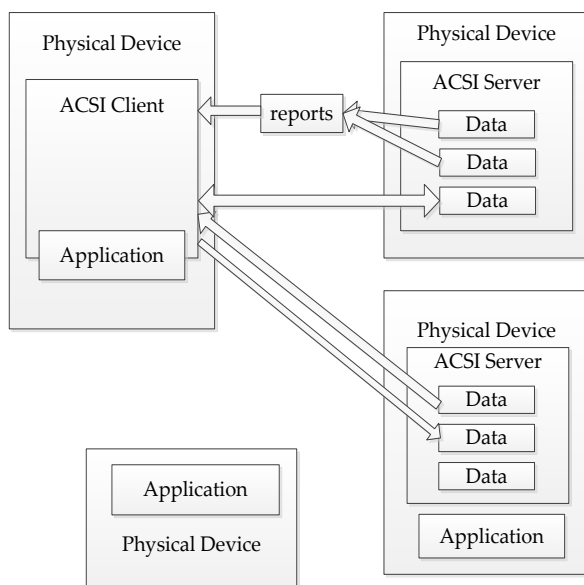 Physical Device
ACSI Client
Application
reports
Physical Device
ACSI Server
Data
Data
Data
Physical Device
ACSI Server
Data
Data
Data
Application
Application
Physical Device